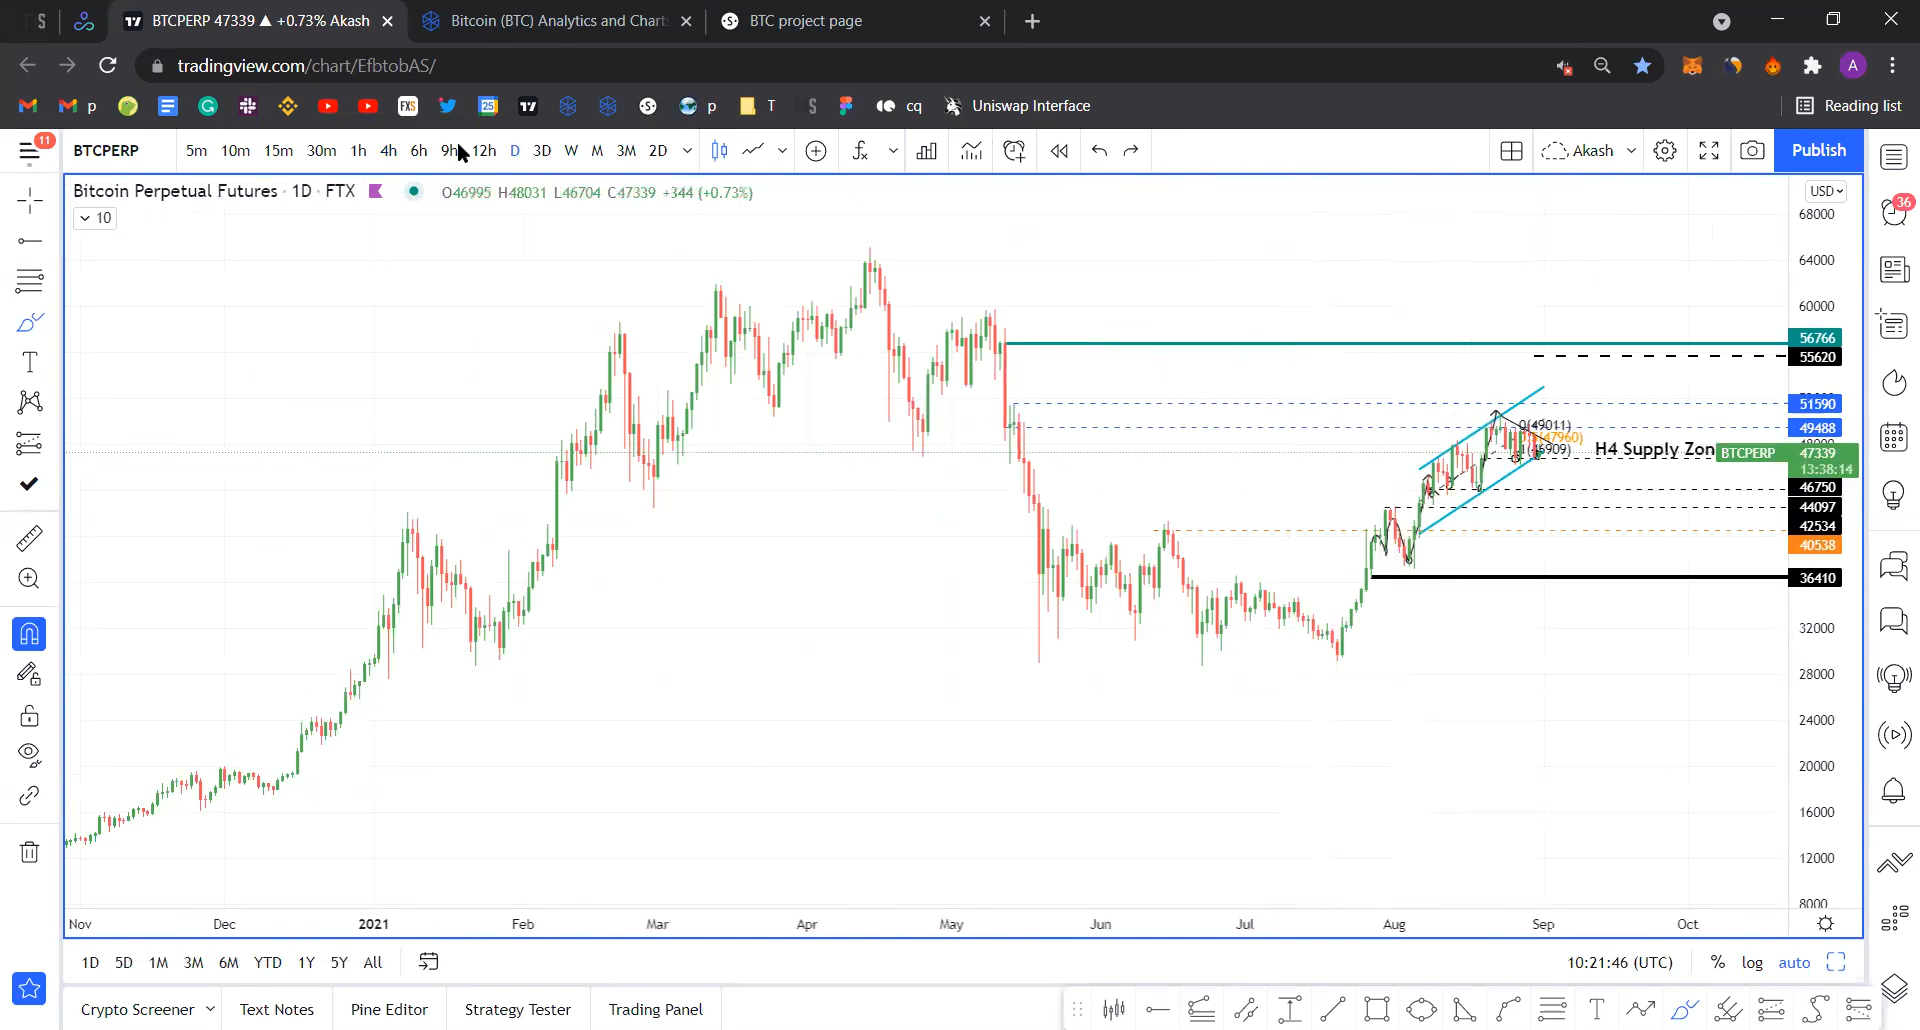 BTCPERP 47339 ▲ +0.73% Akash
Bitcoin (BTC) Analytics and Chart
BTC project page
tradingview.com/chart/EfbtobAS/
p T p cq Uniswap Interface Reading list
11
BTCPERP 5m 10m 15m 30m 1h 4h 6h 9h 12h D 3D W M 3M 2D Akash Publish
Bitcoin Perpetual Futures · 1D · FTX O46995 H48031 L46704 C47339 +344 (+0.73%)
USD
10
36
68000
64000
60000
56766
55620
51590
49488
0(49011)
(47960)
H4 Supply Zon
BTCPERP 47339
13:38:14
46750
44097
42534
40538
36410
32000
28000
24000
20000
16000
12000
8000
Nov Dec 2021 Feb Mar Apr May Jun Jul Aug Sep Oct
1D 5D 1M 3M 6M YTD 1Y 5Y All
10:21:46 (UTC) % log auto
Crypto Screener Text Notes Pine Editor Strategy Tester Trading Panel